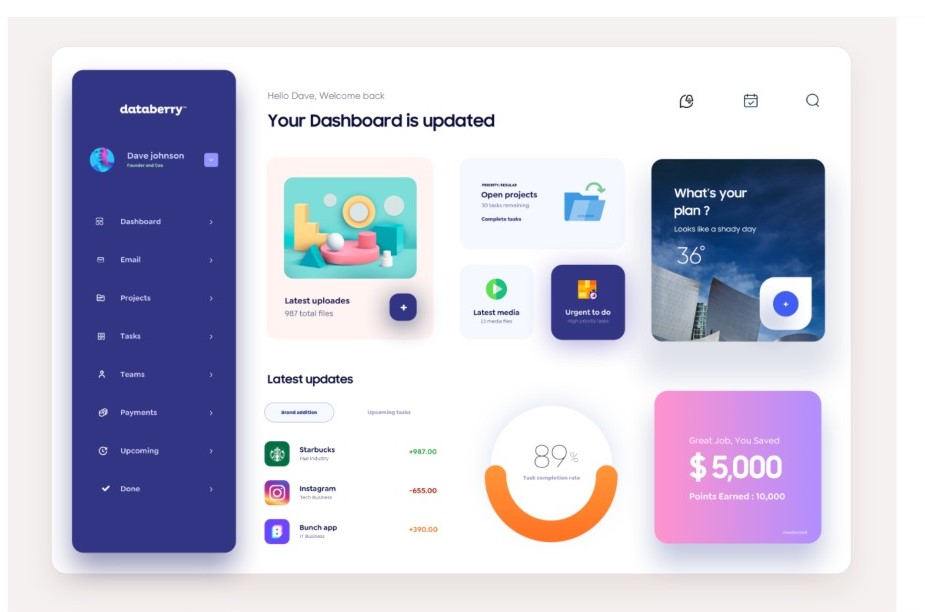 databerry™
Dave johnson
Founder and Ceo
Dashboard
Email
Projects
Tasks
Teams
Payments
Upcoming
Done
Hello Dave, Welcome back
Your Dashboard is updated
Latest uploades
987 total files
PRIORITY: REGULAR
Open projects
30 tasks remaining
Complete tasks
Latest media
23 media files
Urgent to do
High priority tasks
What's your
plan ?
Looks like a shady day
36°
Latest updates
Brand addition
Upcoming tasks
Starbucks
+987.00
Instagram
Tech Business
-655.00
Bunch app
IT Business
+390.00
89%
Task completion rate
Great Job, You Saved
$ 5,000
Points Earned : 10,000